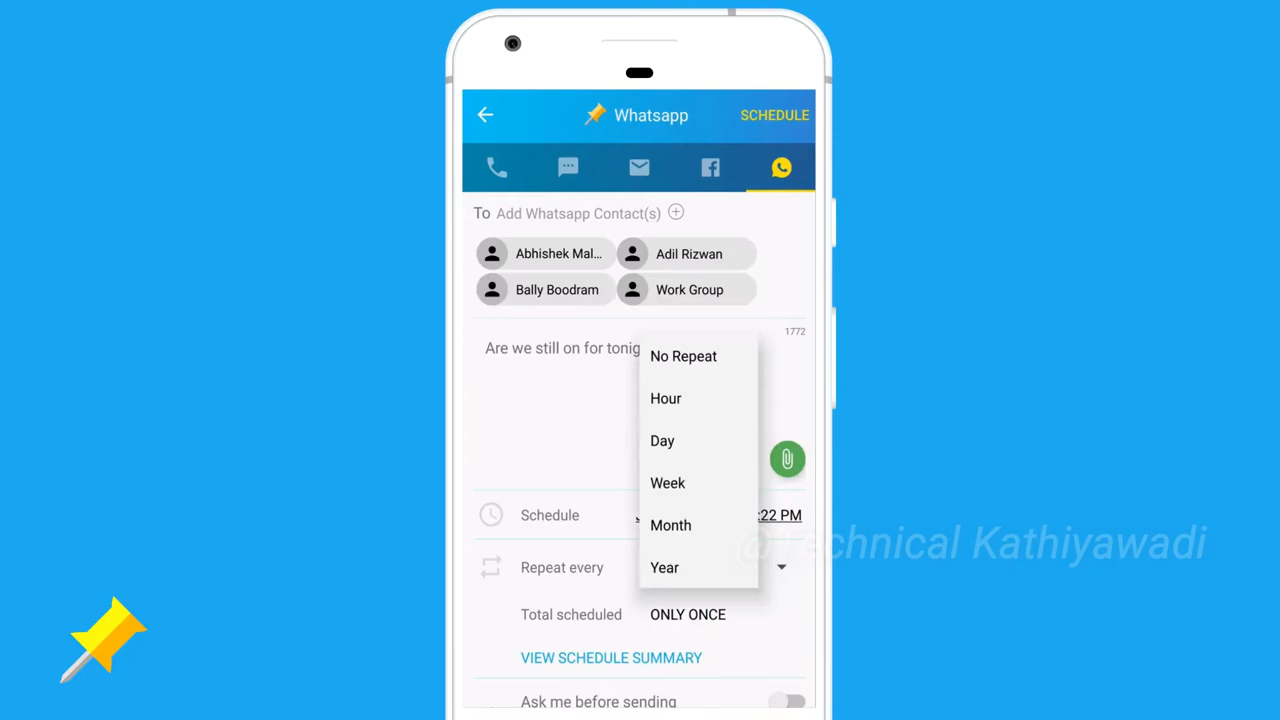 Whatsapp
SCHEDULE
To Add Whatsapp Contact(s)
Abhishek Mal...
Adil Rizwan
Bally Boodram
Work Group
1772
Are we still on for tonig
No Repeat
Hour
Day
Week
Month
Year
Schedule
:22 PM
@Technical Kathiyawadi
Repeat every
Total scheduled
ONLY ONCE
VIEW SCHEDULE SUMMARY
Ask me before sending